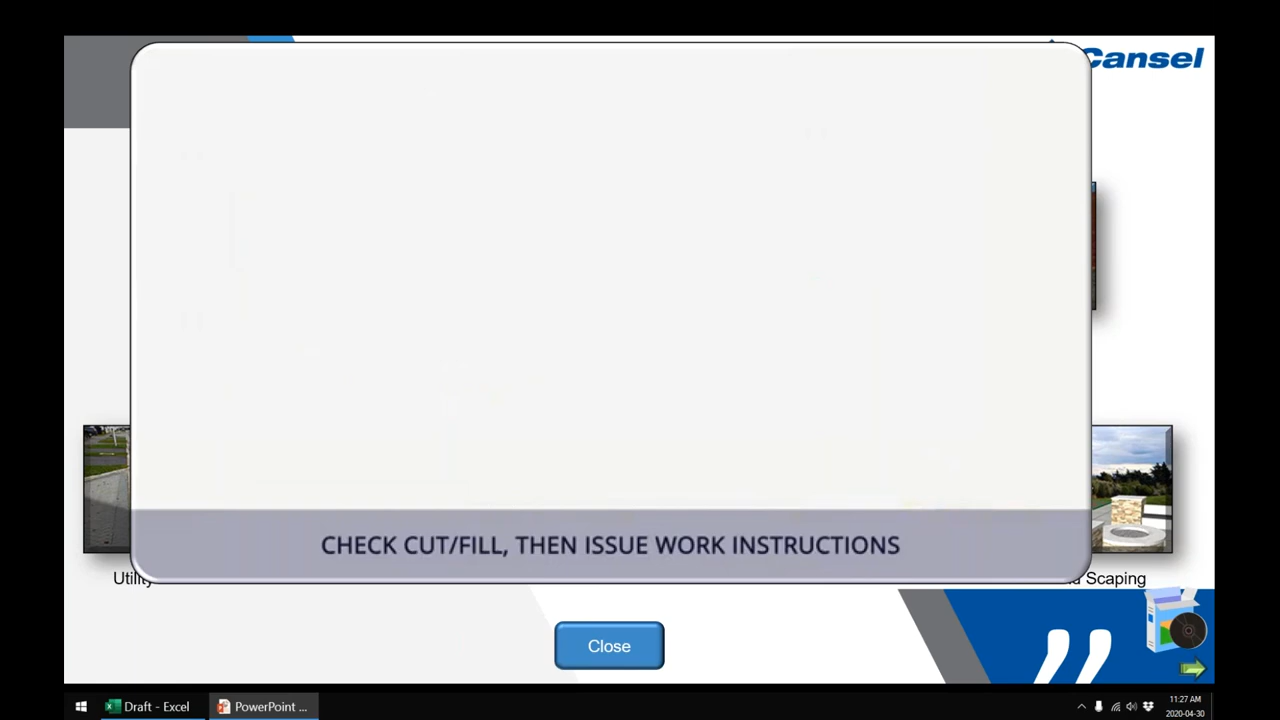 Cansel
CHECK CUT/FILL, THEN ISSUE WORK INSTRUCTIONS
Utility
Scaping
Close
Draft - Excel
PowerPoint ...
11:27 AM
2020-04-30